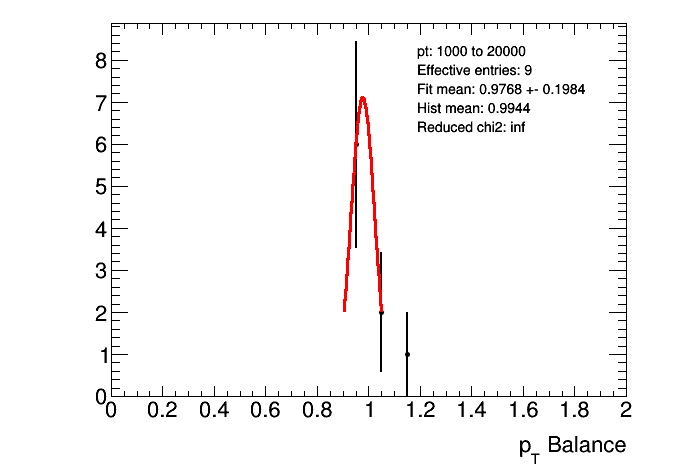 pt: 1000 to 20000
Effective entries: 9
Fit mean: 0.9768 +- 0.1984
Hist mean: 0.9944
Reduced chi2: inf
8
7
6
5
4
3
2
1
0
0 0.2 0.4 0.6 0.8 1 1.2 1.4 1.6 1.8 2
pT Balance